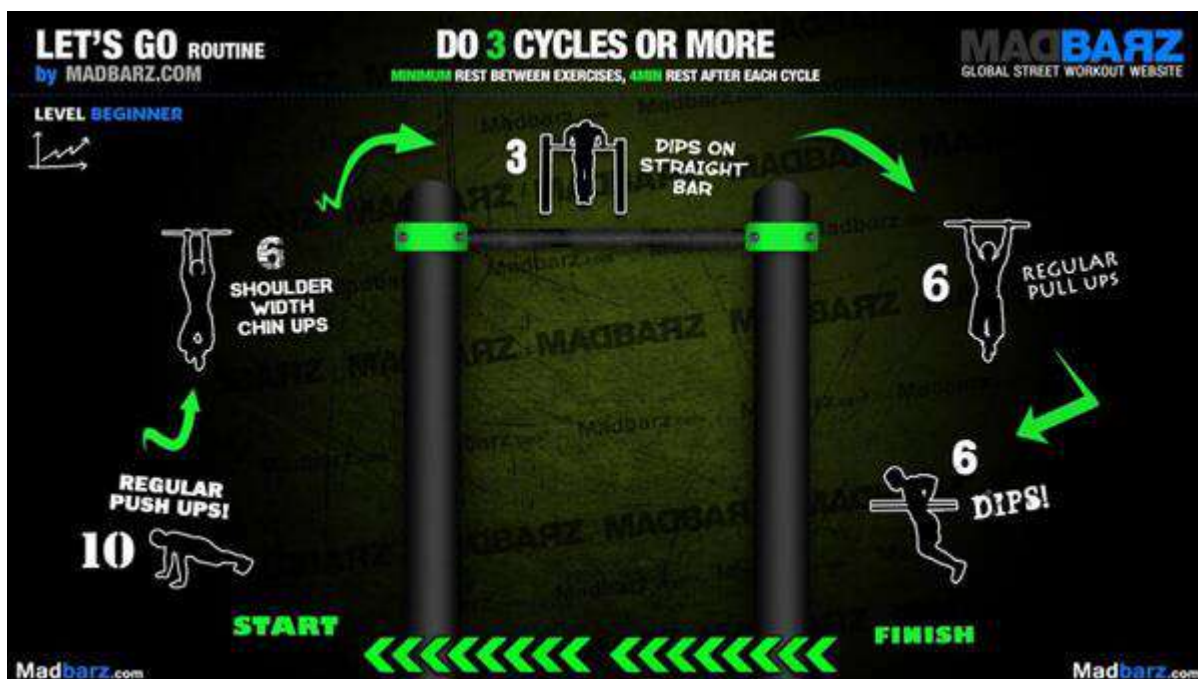 LET'S GO ROUTINE
by MADBARZ.COM
DO 3 CYCLES OR MORE
MINIMUM REST BETWEEN EXERCISES, 4MIN REST AFTER EACH CYCLE
MADBARZ
GLOBAL STREET WORKOUT WEBSITE
LEVEL BEGINNER
3
DIPS ON
STRAIGHT
BAR
6
SHOULDER
WIDTH
CHIN UPS
6
REGULAR
PULL UPS
REGULAR
PUSH UPS!
10
6
DIPS!
START
FINISH
Madbarz.com
Madbarz.com